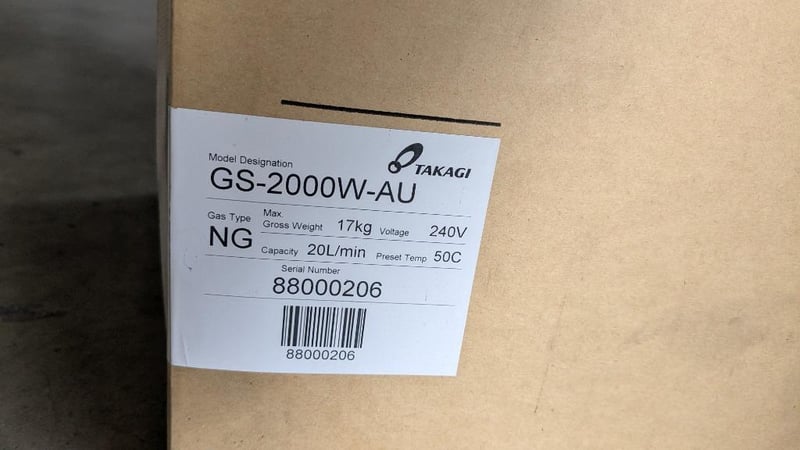 TAKAGI
Model Designation
GS-2000W-AU
Gas Type NG
Max. Gross Weight 17kg Voltage 240V
Capacity 20L/min Preset Temp 50C
Serial Number
88000206
88000206